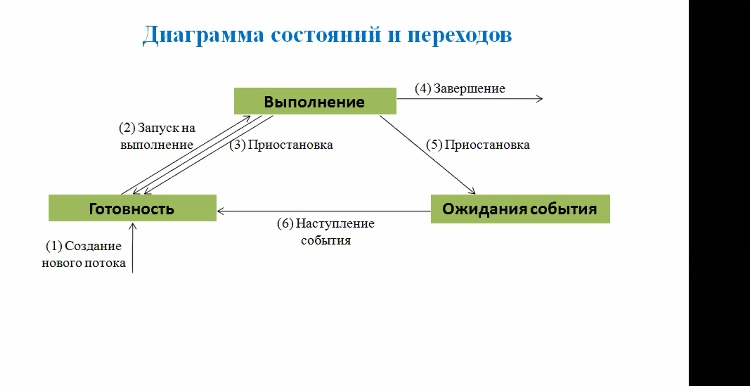 Диаграмма состояний и переходов
(4) Завершение
Выполнение
(2) Запуск на
выполнение
(3) Приостановка
(5) Приостановка
Готовность
Ожидания события
(6) Наступление
события
(1) Создание
нового потока